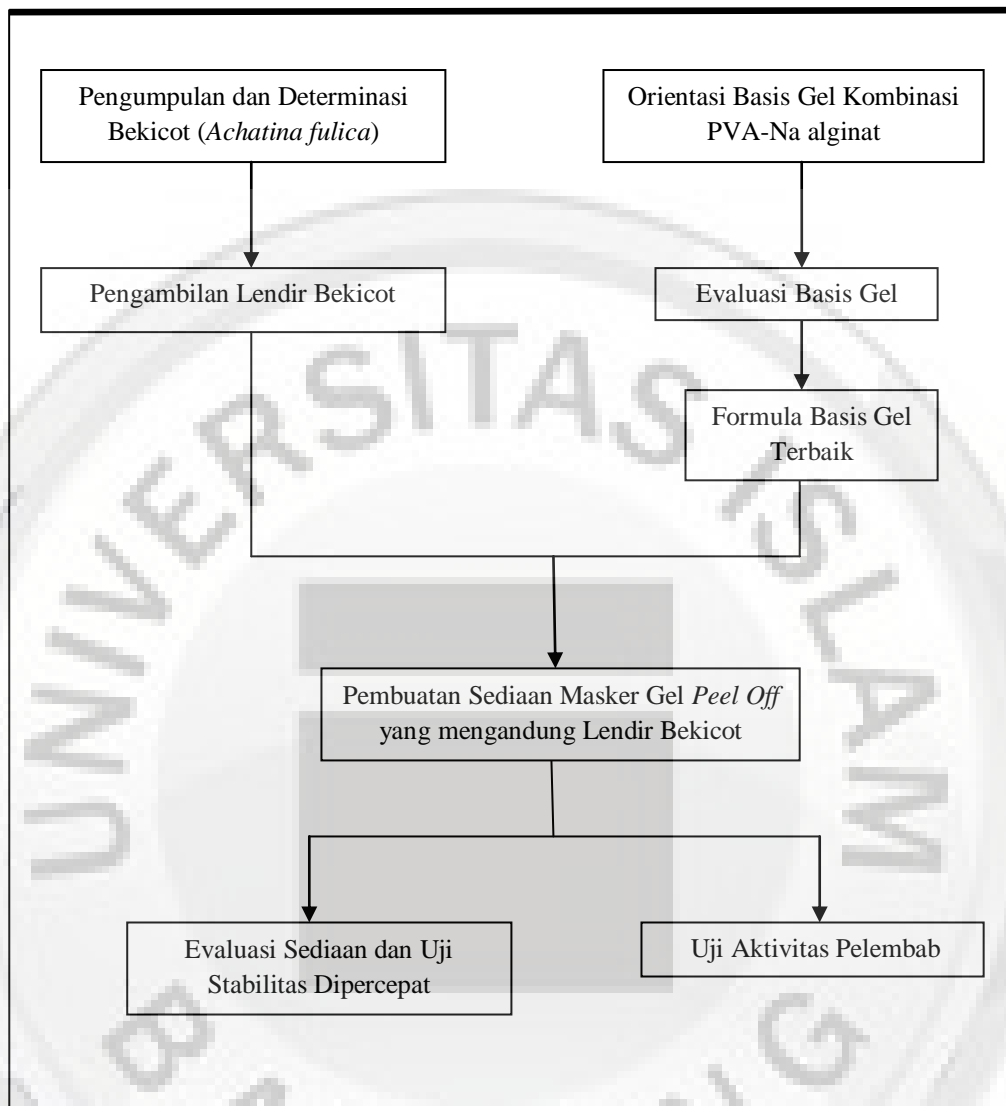 Pengumpulan dan Determinasi
Bekicot (Achatina fulica)
Orientasi Basis Gel Kombinasi
PVA-Na alginat
Pengambilan Lendir Bekicot
Evaluasi Basis Gel
Formula Basis Gel
Terbaik
Pembuatan Sediaan Masker Gel Peel Off
yang mengandung Lendir Bekicot
Evaluasi Sediaan dan Uji
Stabilitas Dipercepat
Uji Aktivitas Pelembab
UNIVERSITAS ISLAM